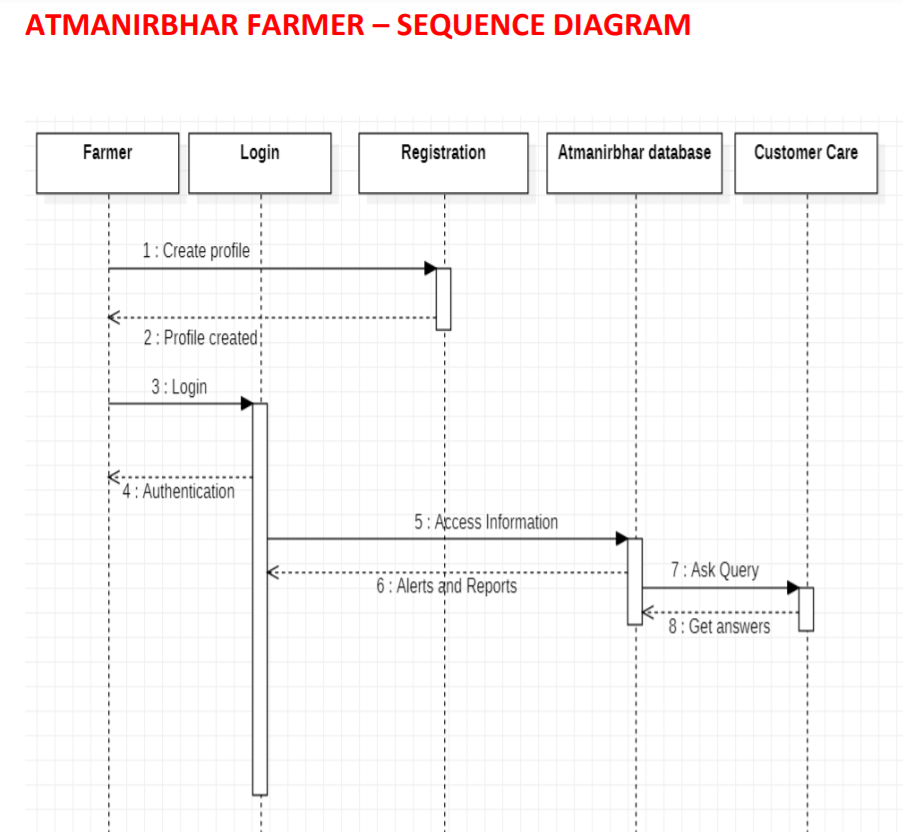 ATMANIRBHAR FARMER – SEQUENCE DIAGRAM
Farmer
Login
Registration
Atmanirbhar database
Customer Care
1 : Create profile
2 : Profile created
3 : Login
4 : Authentication
5 : Access Information
6 : Alerts and Reports
7 : Ask Query
8 : Get answers